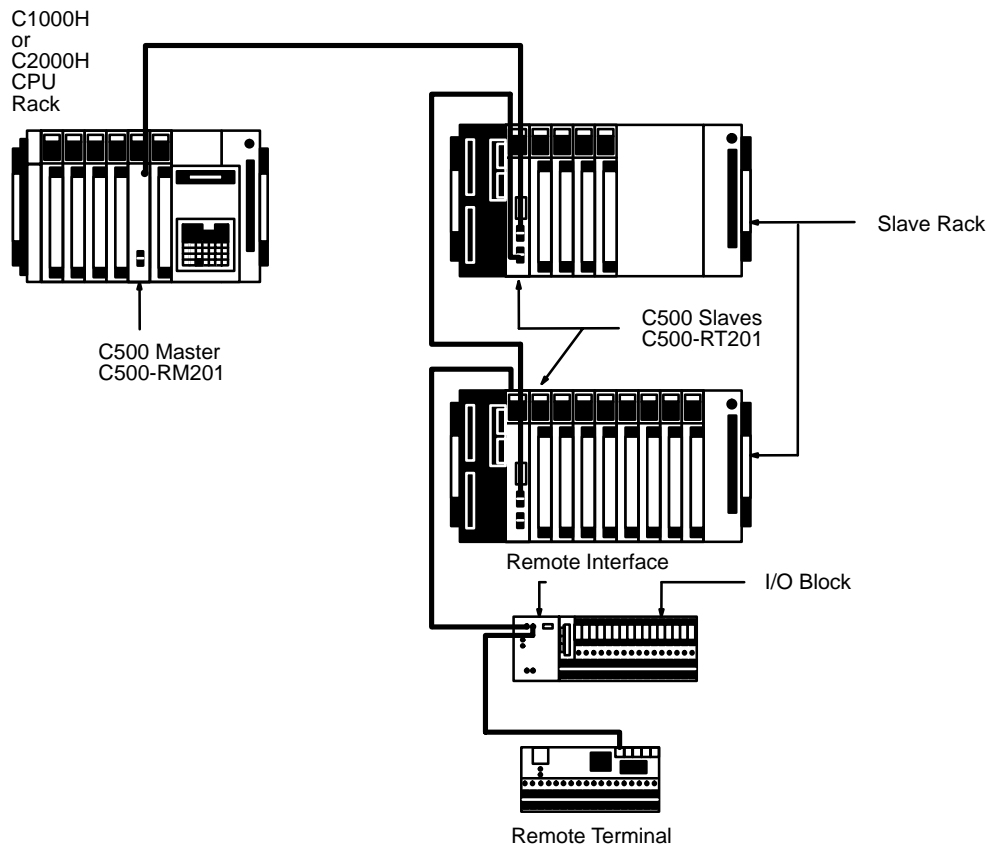 C1000H
or
C2000H
CPU
Rack
Slave Rack
C500 Slaves
C500-RT201
C500 Master
C500-RM201
Remote Interface
I/O Block
Remote Terminal